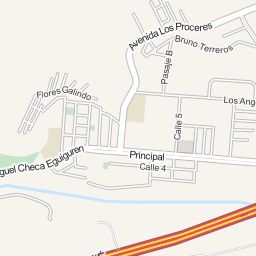 Avenida Los Proceres
Bruno Terreros
Pasaje B
Flores Galindo
Los Ang
Calle 5
Principal
guel Checa Eguiguren
Calle 4